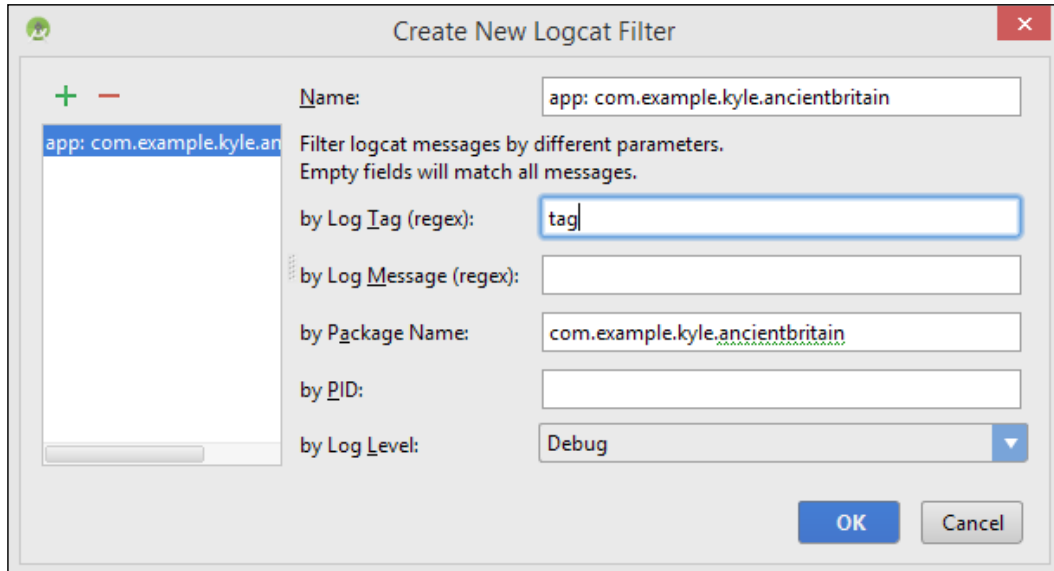 Create New Logcat Filter
app: com.example.kyle.an
Name:
app: com.example.kyle.ancientbritain
Filter logcat messages by different parameters.
Empty fields will match all messages.
by Log Tag (regex):
tag
by Log Message (regex):
by Package Name:
com.example.kyle.ancientbritain
by PID:
by Log Level:
Debug
OK
Cancel